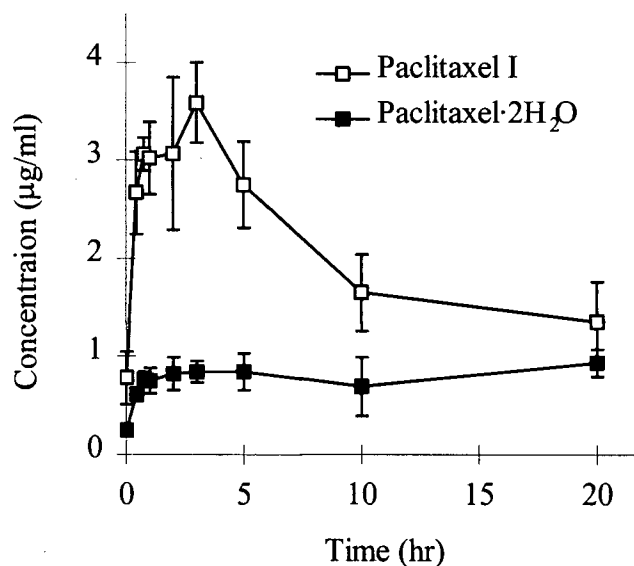 4
3
2
1
0
Concentraion (µg/ml)
Paclitaxel I
Paclitaxel·2H₂O
0 5 10 15 20
Time (hr)